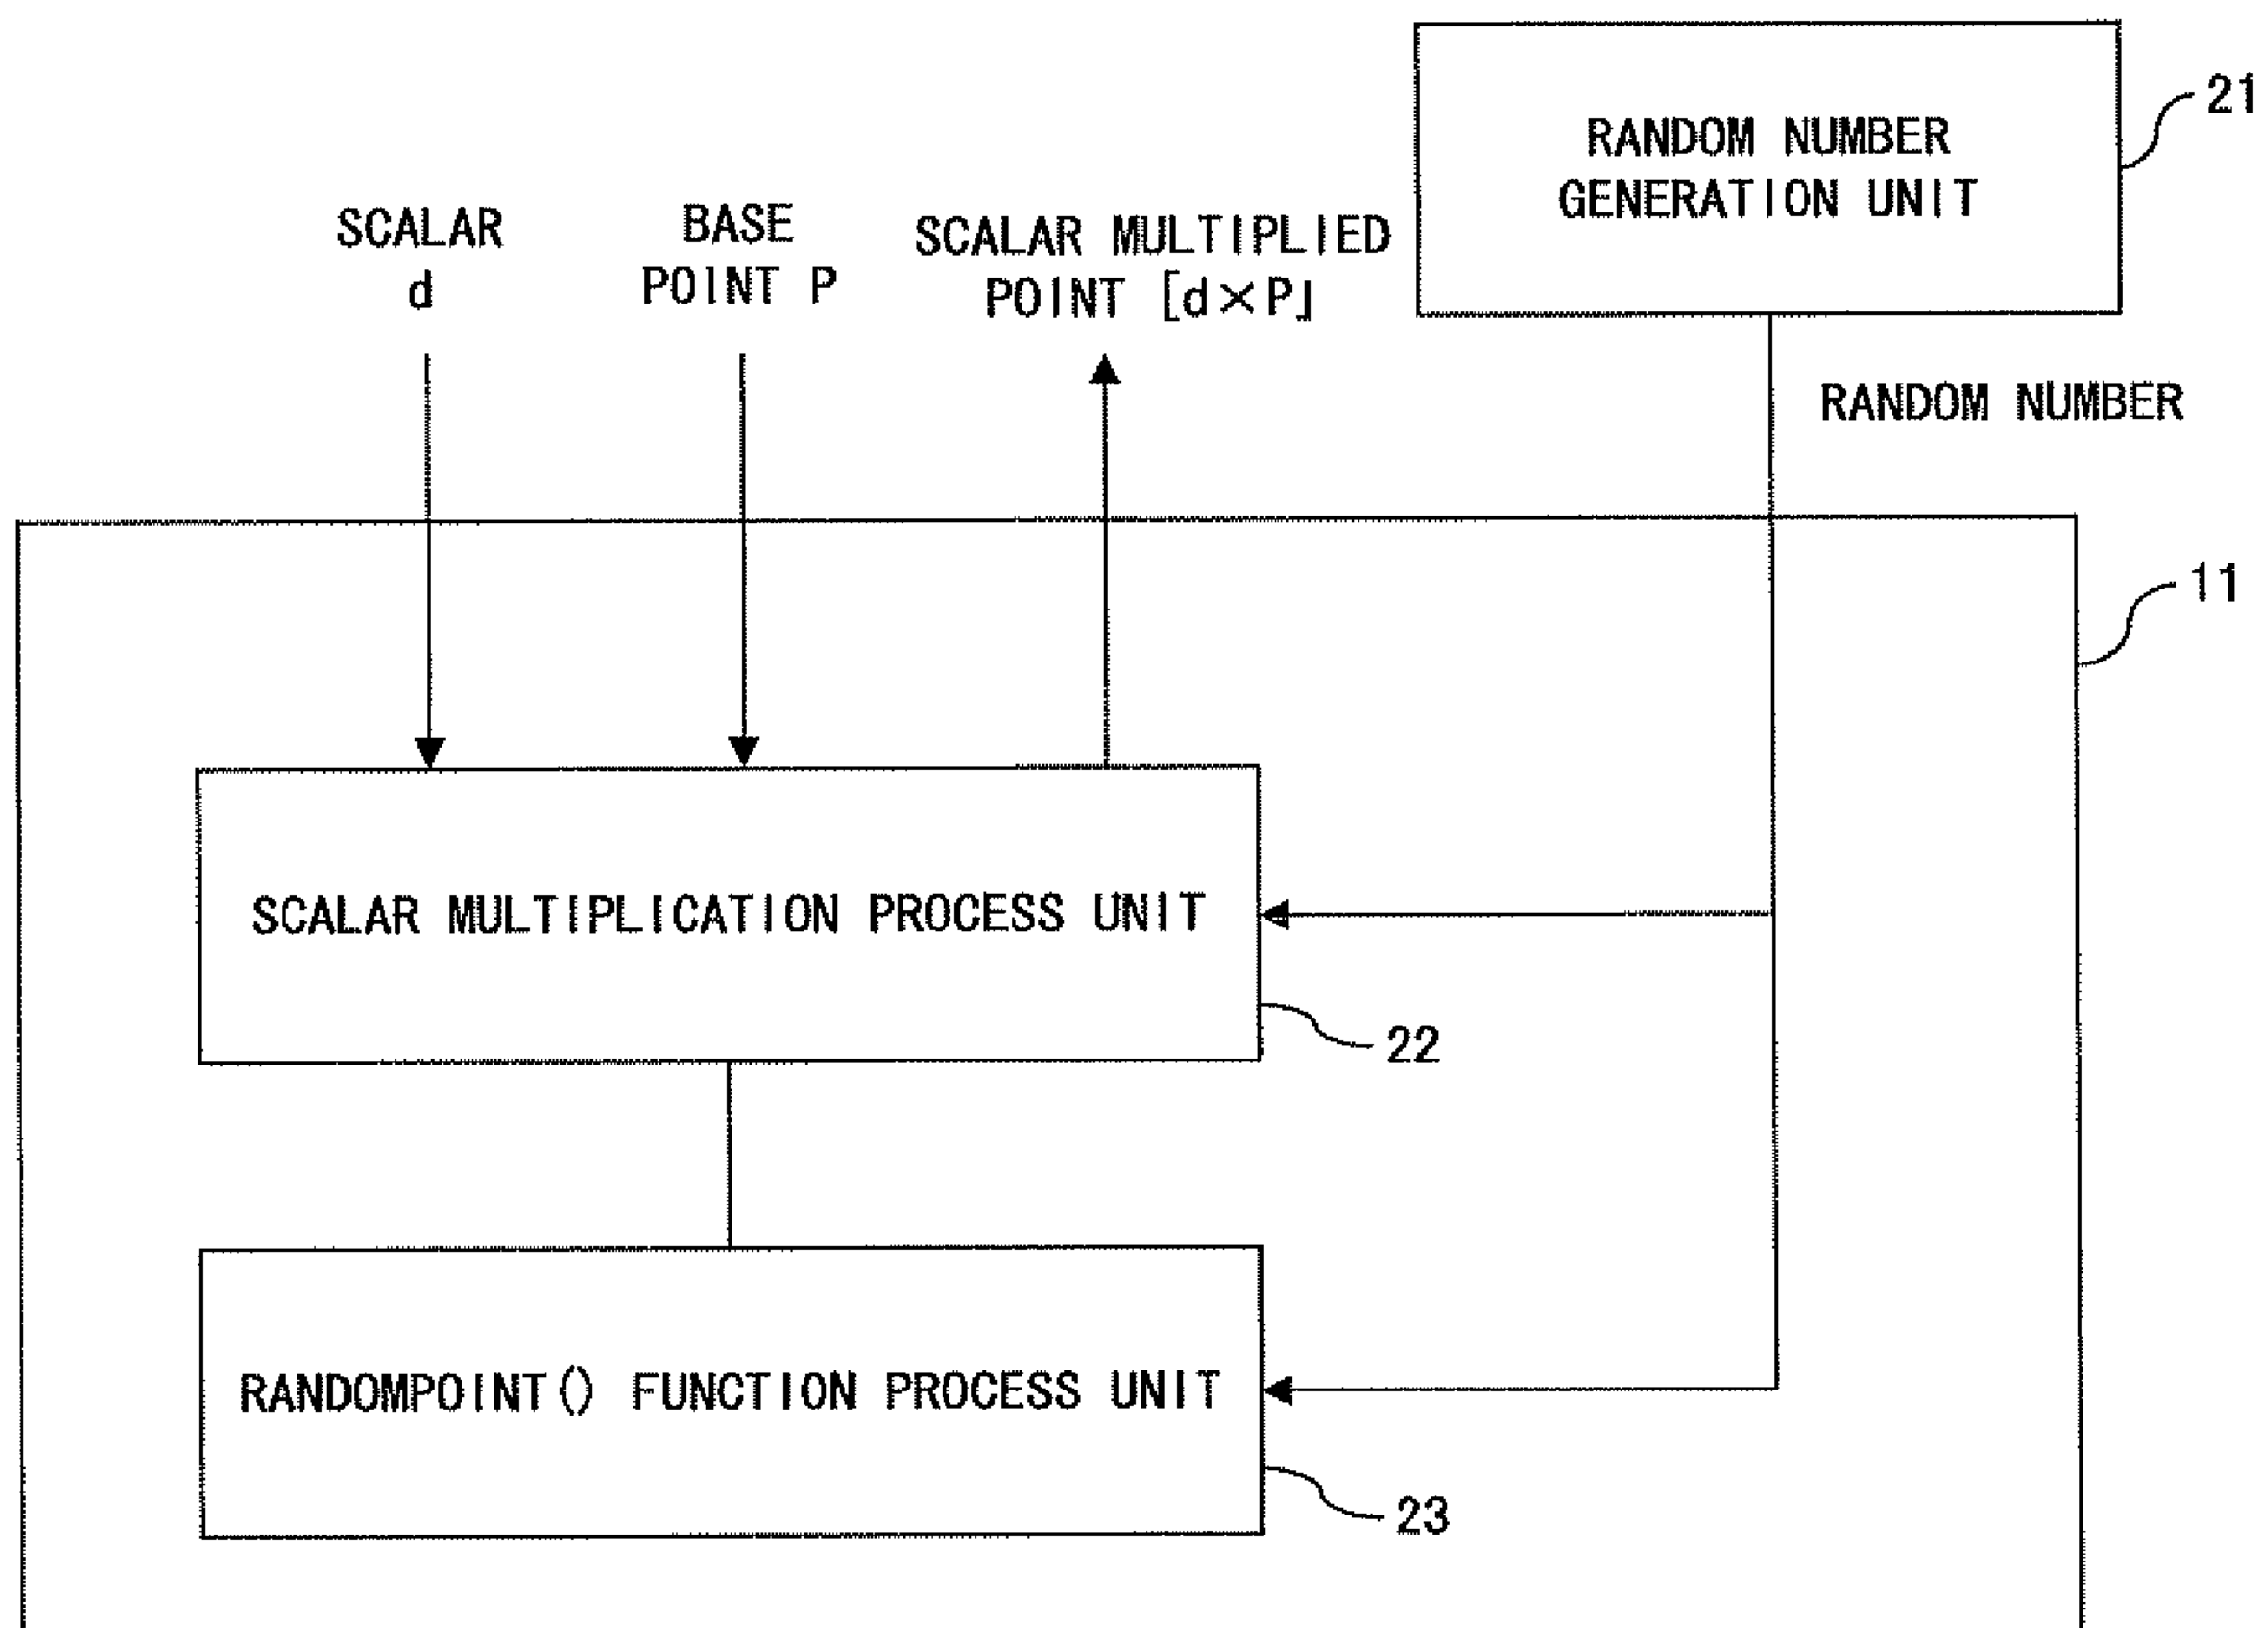 RANDOM NUMBER
GENERATION UNIT
21
SCALAR
d
BASE
POINT P
SCALAR MULTIPLIED
POINT [d×P]
RANDOM NUMBER
11
SCALAR MULTIPLICATION PROCESS UNIT
22
RANDOMPOINT() FUNCTION PROCESS UNIT
23